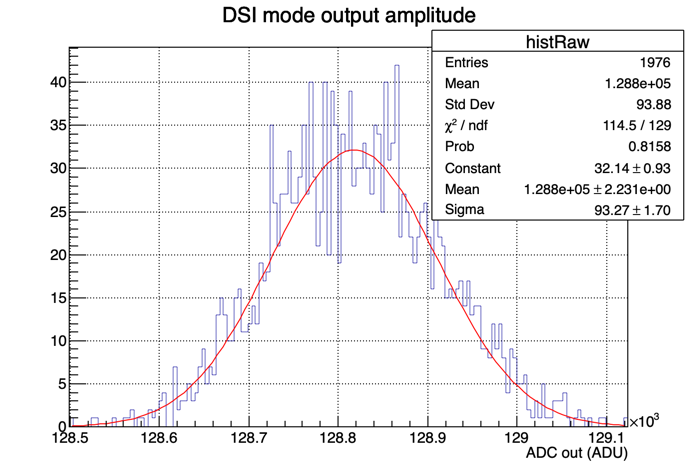 DSI mode output amplitude
histRaw
Entries 1976
Mean 1.288e+05
Std Dev 93.88
χ² / ndf 114.5 / 129
Prob 0.8158
Constant 32.14 ± 0.93
Mean 1.288e+05 ± 2.231e+00
Sigma 93.27 ± 1.70
40
35
30
25
20
15
10
5
0
128.5 128.6 128.7 128.8 128.9 129 129.1
×10³
ADC out (ADU)